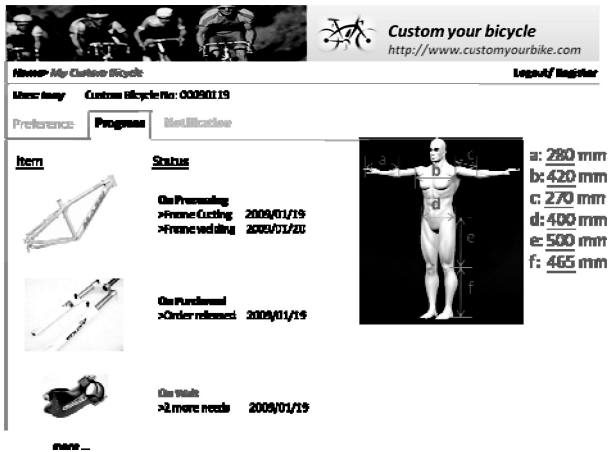 Custom your bicycle
http://www.customyourbike.com
Home> My Custom Bicycle
Logout/ Register
Custom Bicycle No: 00090119
Preference Progress Notification
Item Status
On Processing
>Frame Cutting 2009/01/19
>Frame welding 2009/01/20
On Purchased
>Order released 2009/01/19
On Wait
>2 more needs 2009/01/19
more...
a b c
d
e
f
a: 280 mm
b: 420 mm
c: 270 mm
d: 400 mm
e: 500 mm
f: 465 mm